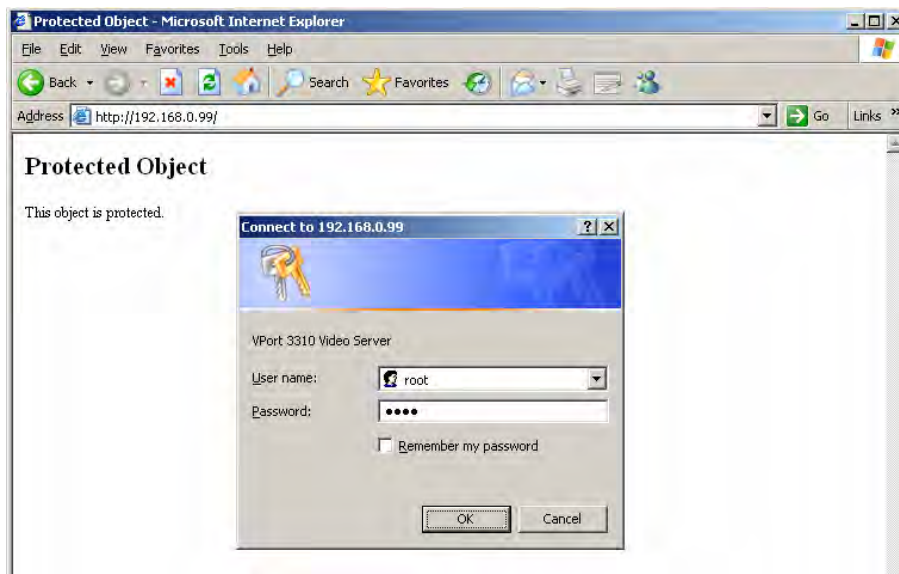 Protected Object - Microsoft Internet Explorer
File Edit View Favorites Tools Help
Back Search Favorites
Address http://192.168.0.99/ Go Links »
Protected Object
This object is protected.
Connect to 192.168.0.99
VPort 3310 Video Server
User name: root
Password: ••••
Remember my password
OK Cancel